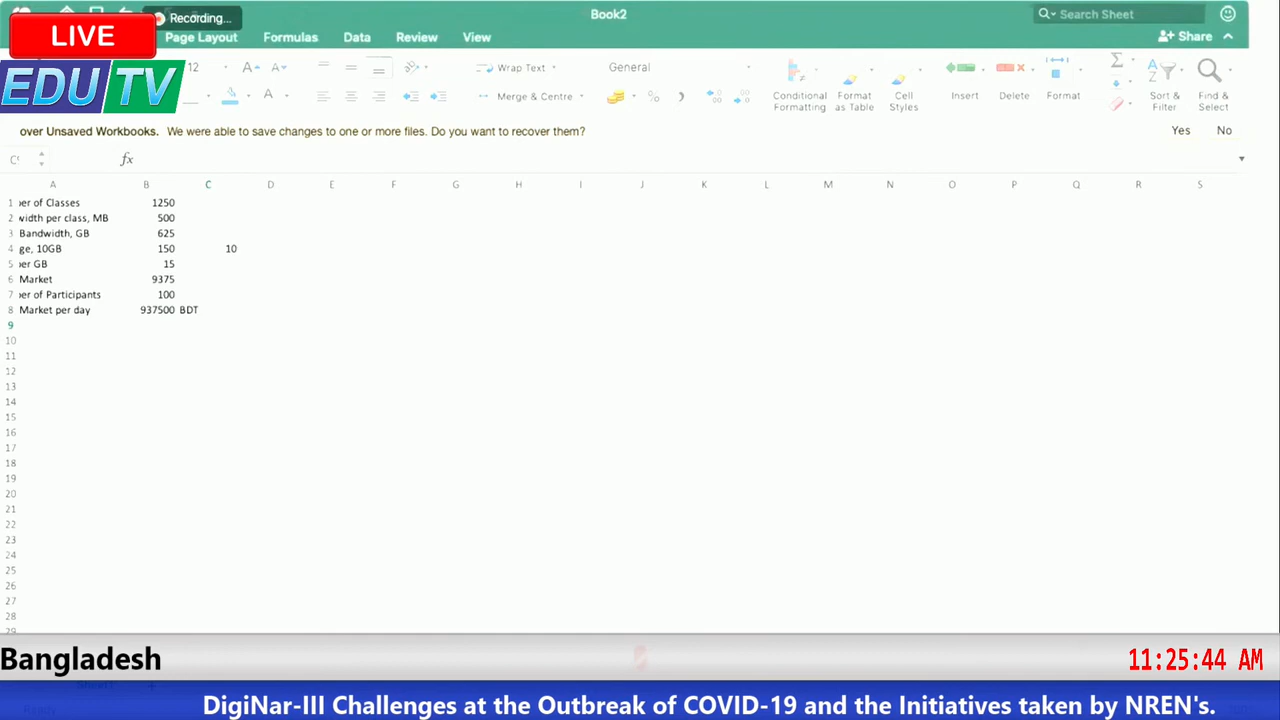 Book2
Search Sheet
Recording...
LIVE
Page Layout Formulas Data Review View
Share
EDU TV
12
Wrap Text
General
Merge & Centre
Conditional Formatting
Format as Table
Cell Styles
Insert
Delete
Format
Sort & Filter
Find & Select
over Unsaved Workbooks. We were able to save changes to one or more files. Do you want to recover them?
Yes No
fx
A B C D E F G H I J K L M N O P Q R S
1 er of Classes 1250
2 width per class, MB 500
3 Bandwidth, GB 625
4 ge, 10GB 150 10
5 er GB 15
6 Market 9375
7 er of Participants 100
8 Market per day 937500 BDT
9
10
11
12
13
14
15
16
17
18
19
20
21
22
23
24
25
26
27
28
29
Bangladesh
11:25:44 AM
DigiNar-III Challenges at the Outbreak of COVID-19 and the Initiatives taken by NREN's.